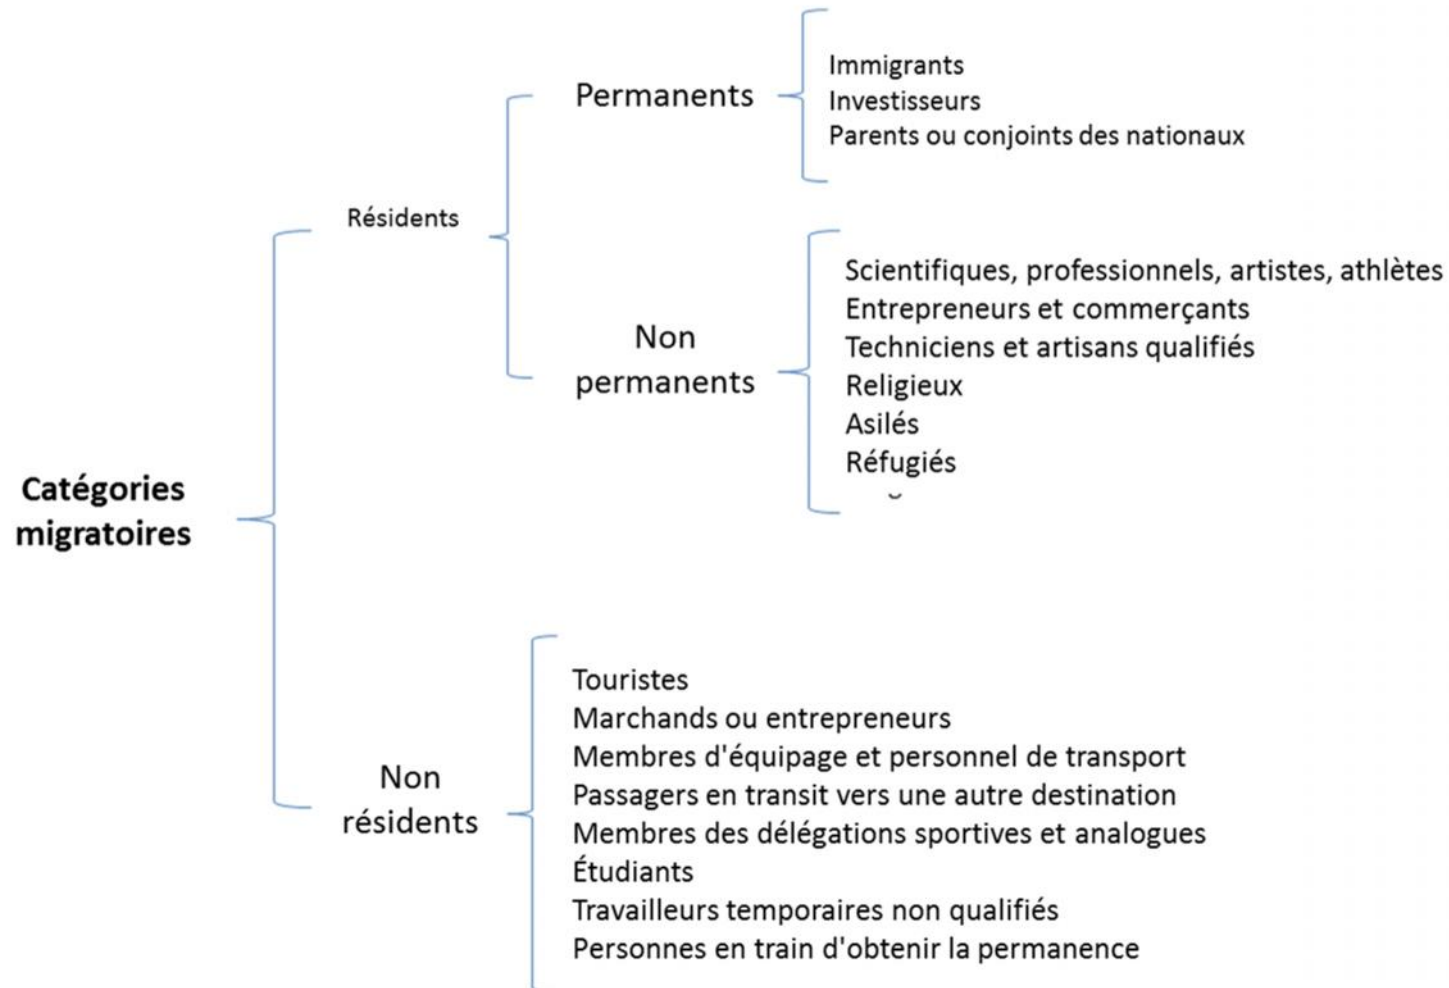 Catégories
migratoires
Résidents
Permanents
Immigrants
Investisseurs
Parents ou conjoints des nationaux
Non
permanents
Scientifiques, professionnels, artistes, athlètes
Entrepreneurs et commerçants
Techniciens et artisans qualifiés
Religieux
Asilés
Réfugiés
Non
résidents
Touristes
Marchands ou entrepreneurs
Membres d'équipage et personnel de transport
Passagers en transit vers une autre destination
Membres des délégations sportives et analogues
Étudiants
Travailleurs temporaires non qualifiés
Personnes en train d'obtenir la permanence